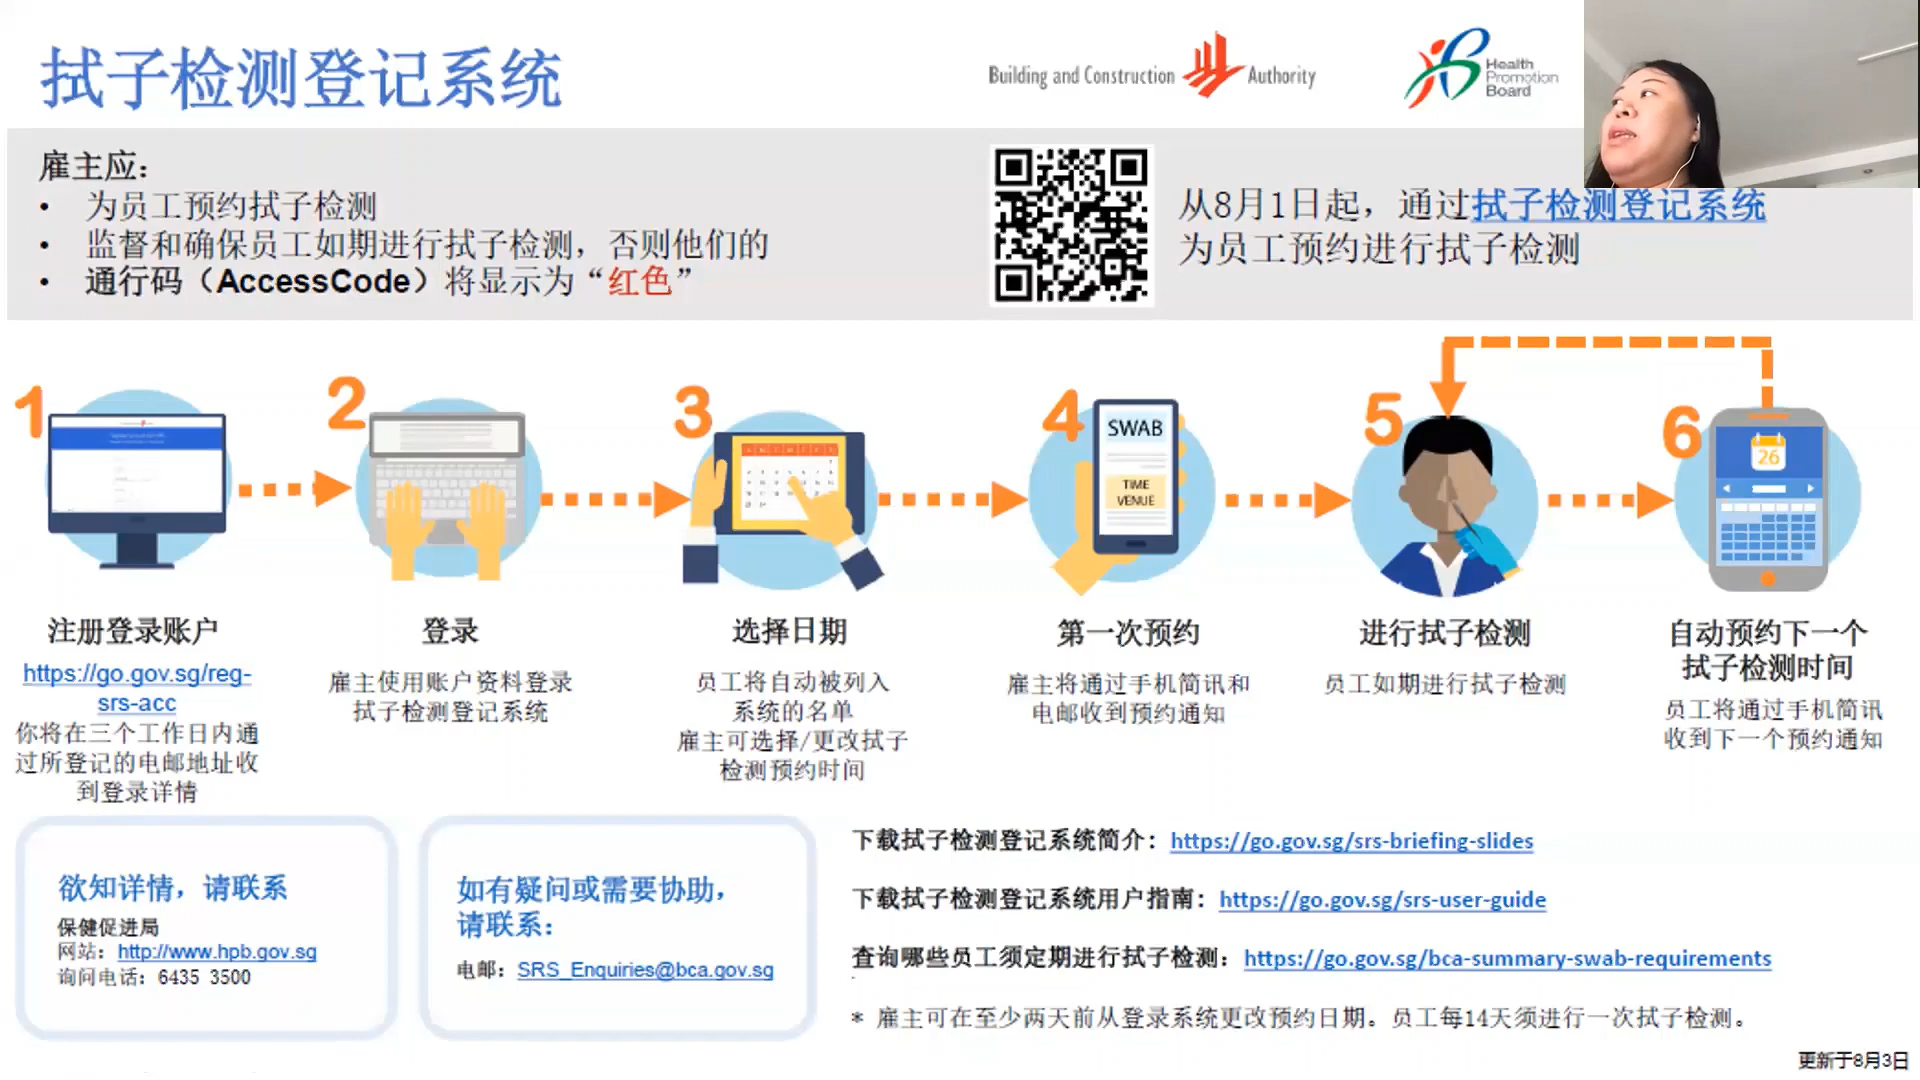 拭子检测登记系统
Building and Construction Authority
Health
Promotion
Board
雇主应：
• 为员工预约拭子检测
• 监督和确保员工如期进行拭子检测，否则他们的
• 通行码（AccessCode）将显示为“红色”
从8月1日起，通过拭子检测登记系统
为员工预约进行拭子检测
1
2
3
4
5
6
SWAB
TIME
VENUE
26
注册登录账户
https://go.gov.sg/reg-
srs-acc
你将在三个工作日内通
过所登记的电邮地址收
到登录详情
登录
雇主使用账户资料登录
拭子检测登记系统
选择日期
员工将自动被列入
系统的名单
雇主可选择/更改拭子
检测预约时间
第一次预约
雇主将通过手机简讯和
电邮收到预约通知
进行拭子检测
员工如期进行拭子检测
自动预约下一个
拭子检测时间
员工将通过手机简讯
收到下一个预约通知
欲知详情，请联系
保健促进局
网站：http://www.hpb.gov.sg
询问电话：6435 3500
如有疑问或需要协助，
请联系：
电邮：SRS_Enquiries@bca.gov.sg
下载拭子检测登记系统简介：https://go.gov.sg/srs-briefing-slides
下载拭子检测登记系统用户指南：https://go.gov.sg/srs-user-guide
查询哪些员工须定期进行拭子检测：https://go.gov.sg/bca-summary-swab-requirements
* 雇主可在至少两天前从登录系统更改预约日期。员工每14天须进行一次拭子检测。
更新于8月3日